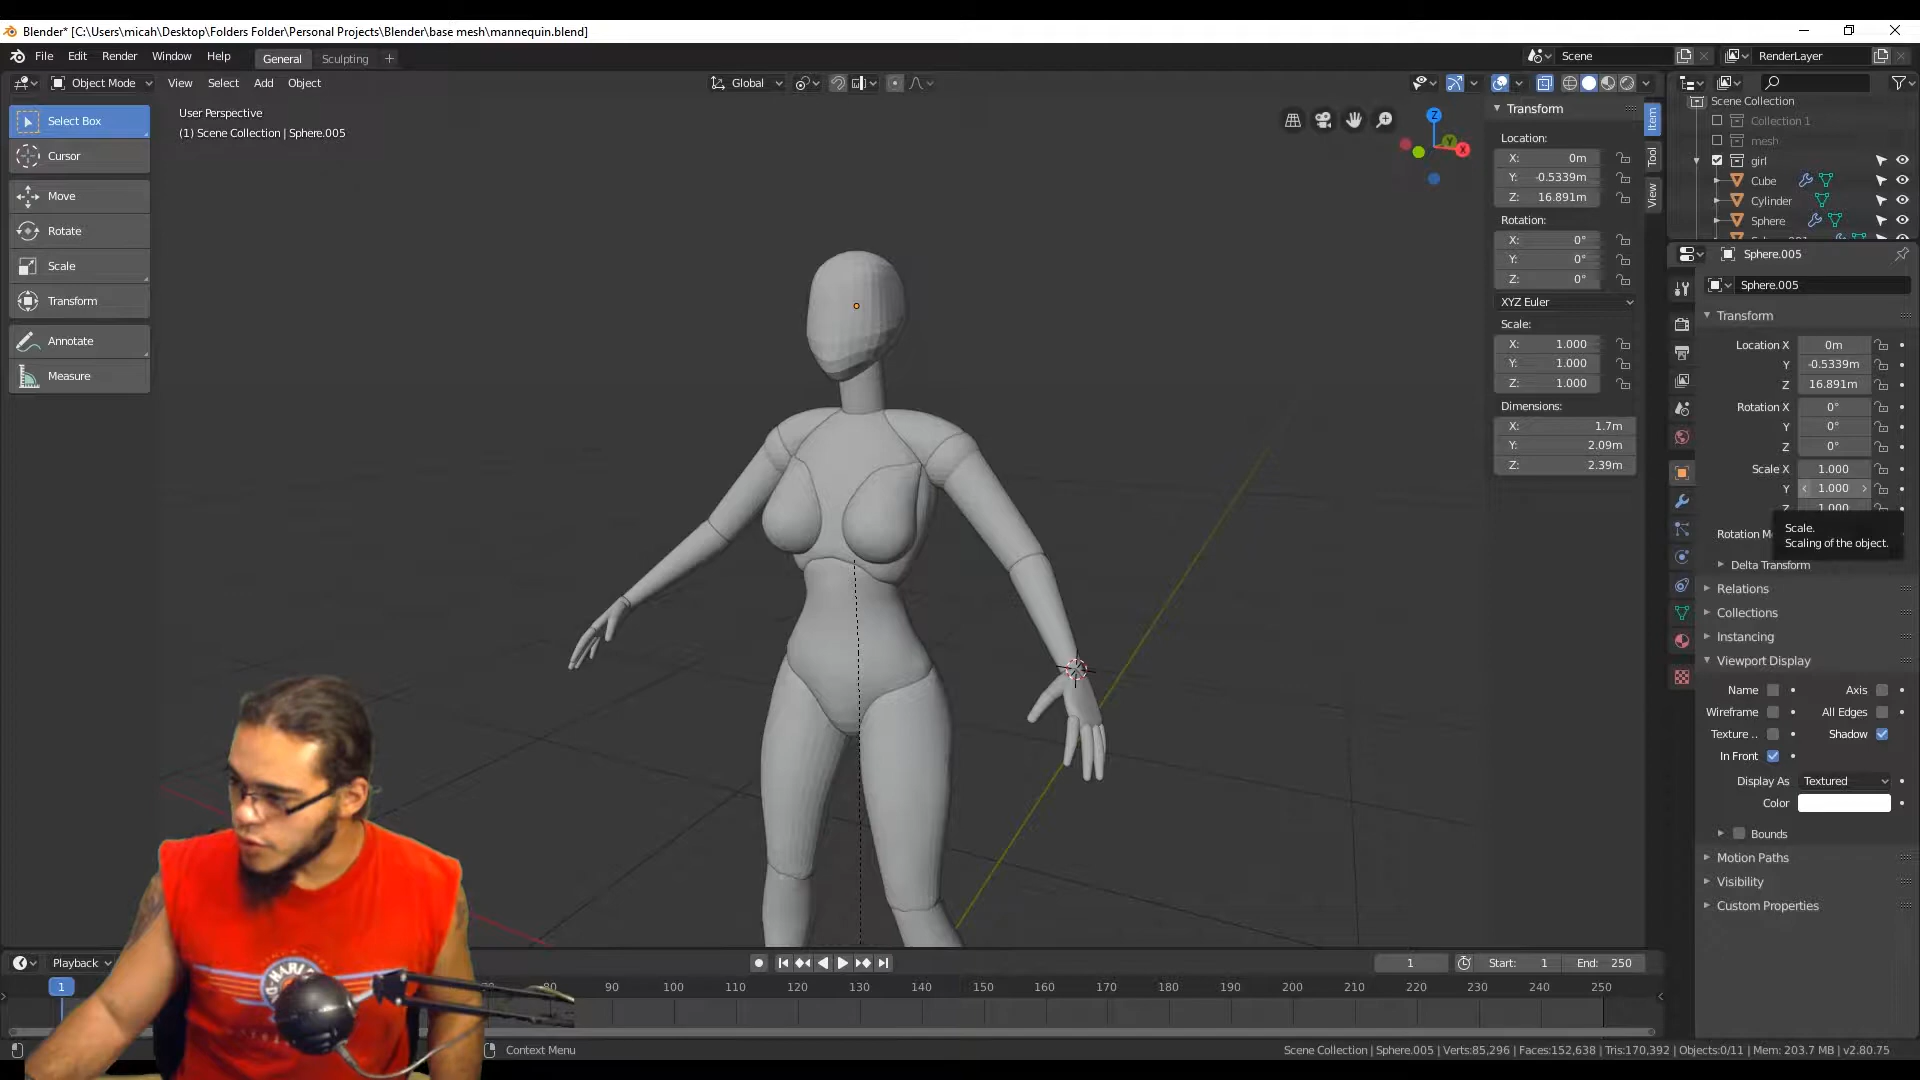 Blender* [C:\Users\micah\Desktop\Folders Folder\Personal Projects\Blender\base mesh\mannequin.blend]
File Edit Render Window Help General Sculpting + Scene RenderLayer
Object Mode View Select Add Object Global
Select Box
Cursor
Move
Rotate
Scale
Transform
Annotate
Measure
User Perspective
(1) Scene Collection | Sphere.005
Z
Y
X
Transform
Location:
X: 0m
Y: -0.5339m
Z: 16.891m
Rotation:
X: 0°
Y: 0°
Z: 0°
XYZ Euler
Scale:
X: 1.000
Y: 1.000
Z: 1.000
Dimensions:
X: 1.7m
Y: 2.09m
Z: 2.39m
Item
Tool
View
Scene Collection
Collection 1
mesh
girl
Cube
Cylinder
Sphere
Sphere.005
Sphere.005
Transform
Location X 0m
Y -0.5339m
Z 16.891m
Rotation X 0°
Y 0°
Z 0°
Scale X 1.000
Y 1.000
Z 1.000
Scale.
Scaling of the object.
Rotation M
Delta Transform
Relations
Collections
Instancing
Viewport Display
Name Axis
Wireframe All Edges
Texture .. Shadow
In Front
Display As Textured
Color
Bounds
Motion Paths
Visibility
Custom Properties
Playback 1 Start: 1 End: 250
1 80 90 100 110 120 130 140 150 160 170 180 190 200 210 220 230 240 250
Context Menu
Scene Collection | Sphere.005 | Verts:85,296 | Faces:152,638 | Tris:170,392 | Objects:0/11 | Mem: 203.7 MB | v2.80.75